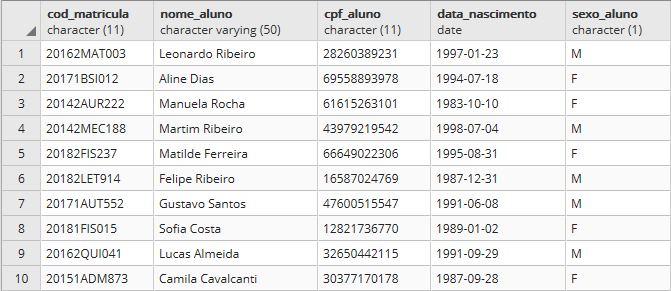 cod_matricula nome_aluno cpf_aluno data_nascimento sexo_aluno
character (11) character varying (50) character (11) date character (1)
1 20162MAT003 Leonardo Ribeiro 28260389231 1997-01-23 M
2 20171BSI012 Aline Dias 69558893978 1994-07-18 F
3 20142AUR222 Manuela Rocha 61615263101 1983-10-10 F
4 20142MEC188 Martim Ribeiro 43979219542 1998-07-04 M
5 20182FIS237 Matilde Ferreira 66649022306 1995-08-31 F
6 20182LET914 Felipe Ribeiro 16587024769 1987-12-31 M
7 20171AUT552 Gustavo Santos 47600515547 1991-06-08 M
8 20181FIS015 Sofia Costa 12821736770 1989-01-02 F
9 20162QUI041 Lucas Almeida 32650442115 1991-09-29 M
10 20151ADM873 Camila Cavalcanti 30377170178 1987-09-28 F